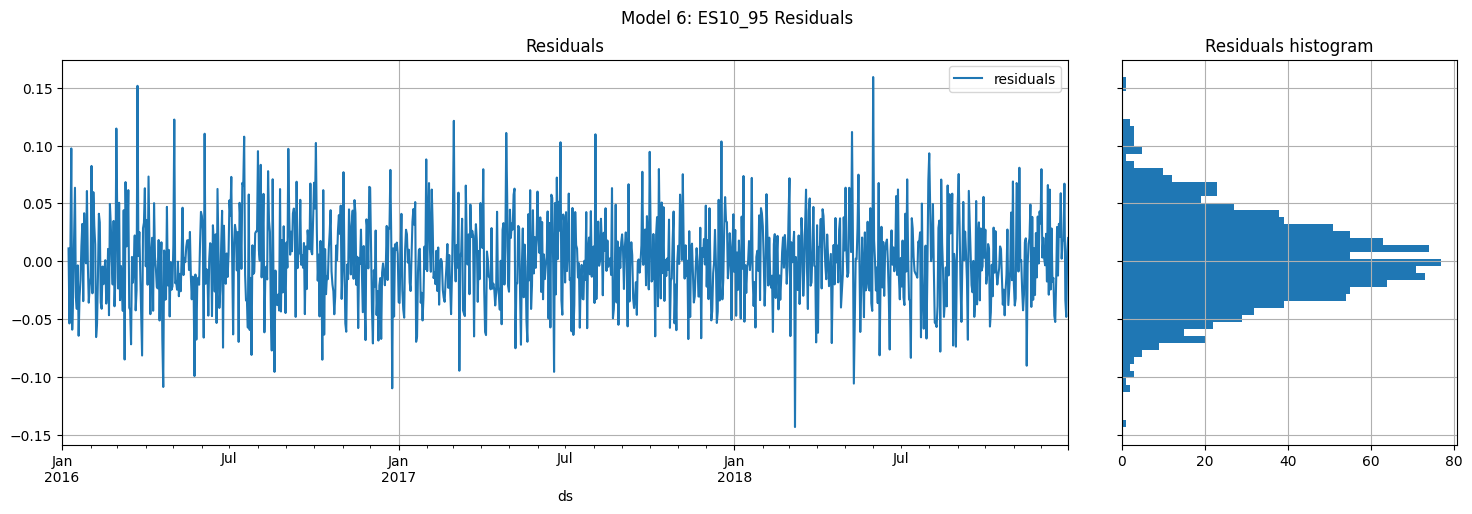 Model 6: ES10_95 Residuals
Residuals
Residuals histogram
residuals
0.15
0.10
0.05
0.00
−0.05
−0.10
−0.15
Jan
2016
Jul
Jan
2017
Jul
Jan
2018
Jul
ds
0
20
40
60
80